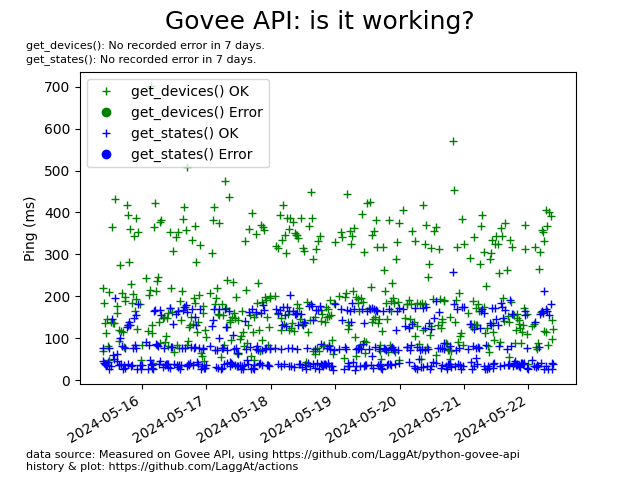 Govee API: is it working?
get_devices(): No recorded error in 7 days.
get_states(): No recorded error in 7 days.
get_devices() OK
get_devices() Error
get_states() OK
get_states() Error
Ping (ms)
700
600
500
400
300
200
100
0
2024-05-16
2024-05-17
2024-05-18
2024-05-19
2024-05-20
2024-05-21
2024-05-22
data source: Measured on Govee API, using https://github.com/LaggAt/python-govee-api
history & plot: https://github.com/LaggAt/actions